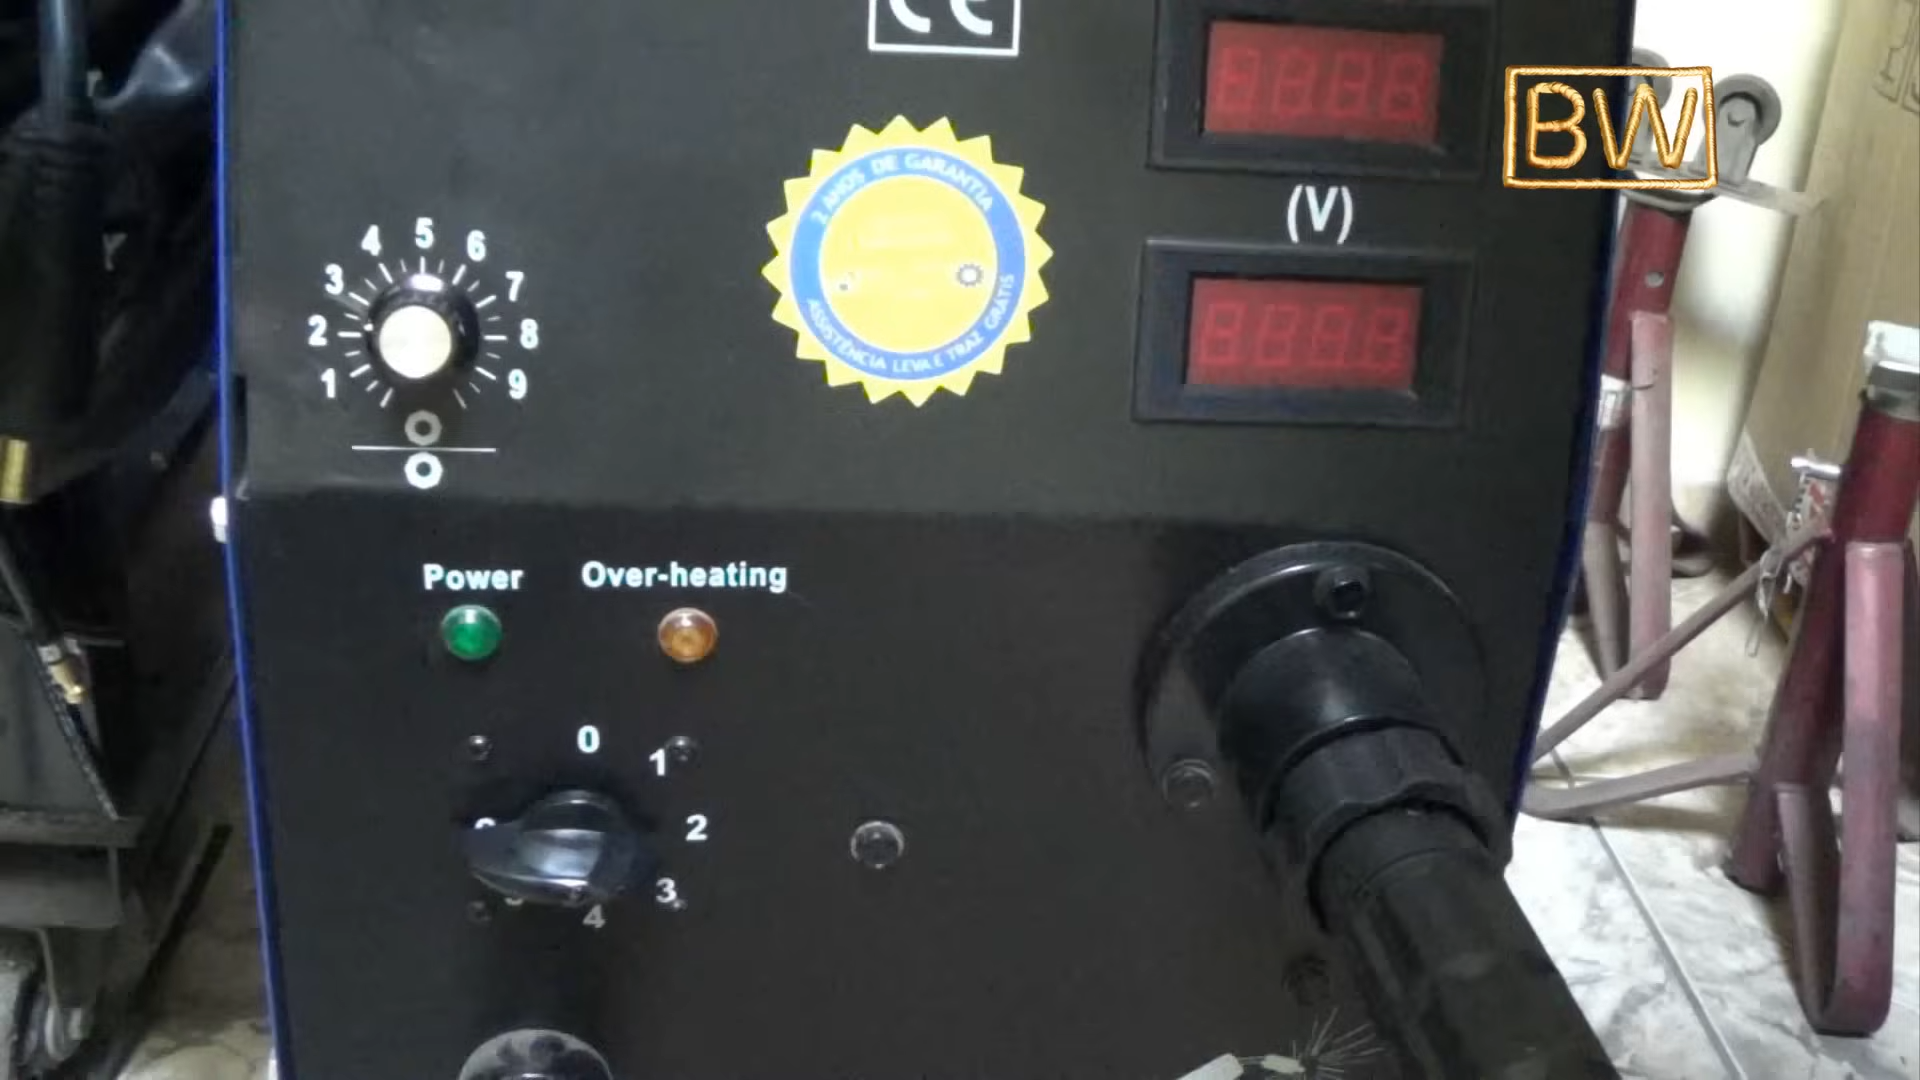 CE
BW
2 ANOS DE GARANTIA
ASSISTÊNCIA LEVA E TRAZ GRÁTIS
(V)
4 5 6
3 7
2 8
1 9
Power Over-heating
0
1
2
3
4